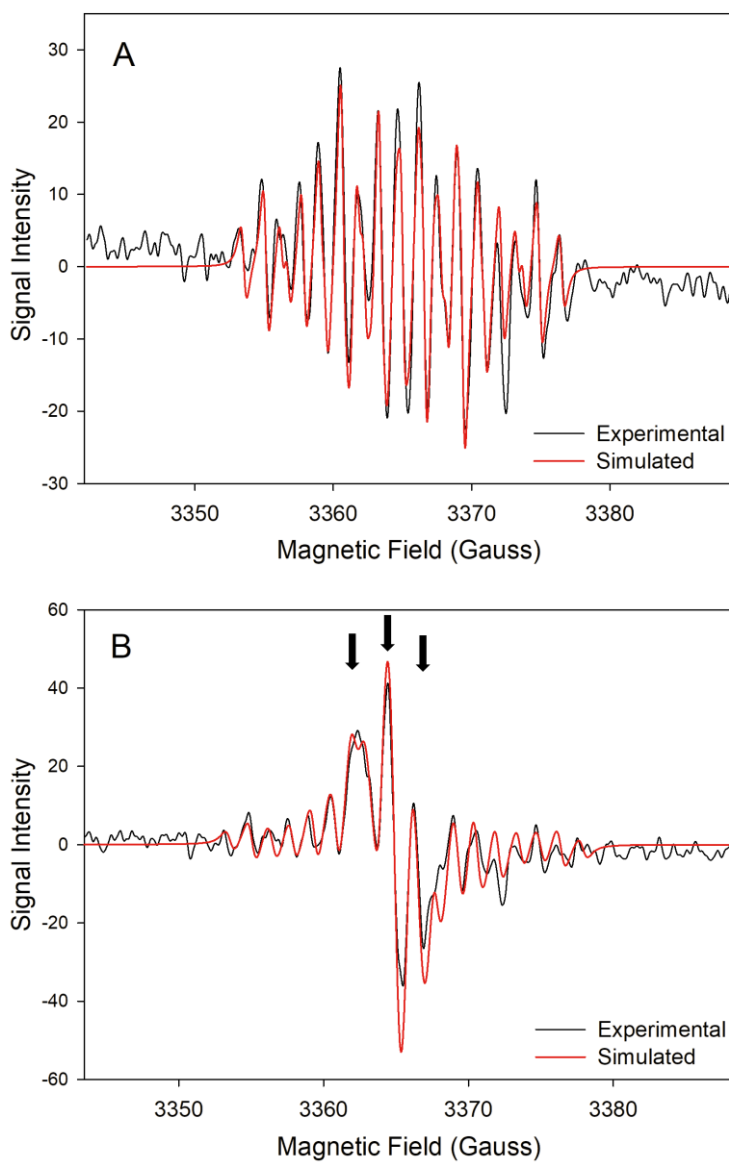 A
30
20
10
0
-10
-20
-30
Signal Intensity
Experimental
Simulated
3350 3360 3370 3380
Magnetic Field (Gauss)
B
60
40
20
0
-20
-40
-60
Signal Intensity
Experimental
Simulated
3350 3360 3370 3380
Magnetic Field (Gauss)